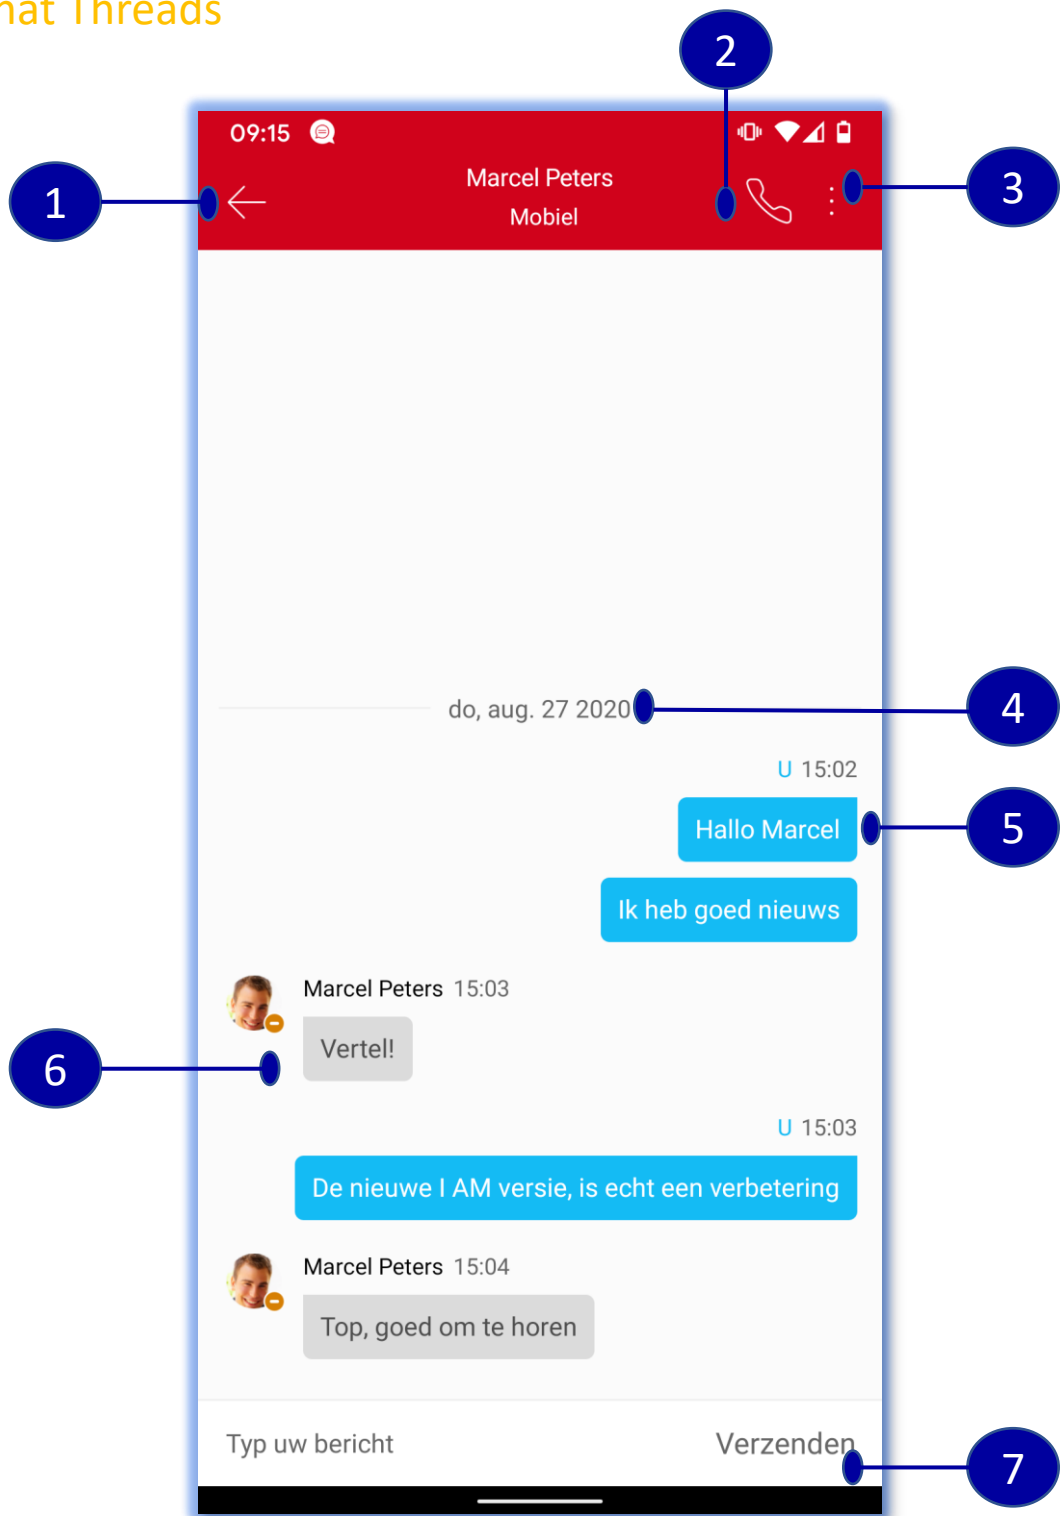 hat Threads
2
09:15
Marcel Peters
Mobiel
1
3
do, aug. 27 2020
4
U 15:02
Hallo Marcel
5
Ik heb goed nieuws
Marcel Peters 15:03
Vertel!
6
U 15:03
De nieuwe I AM versie, is echt een verbetering
Marcel Peters 15:04
Top, goed om te horen
Typ uw bericht
Verzenden
7